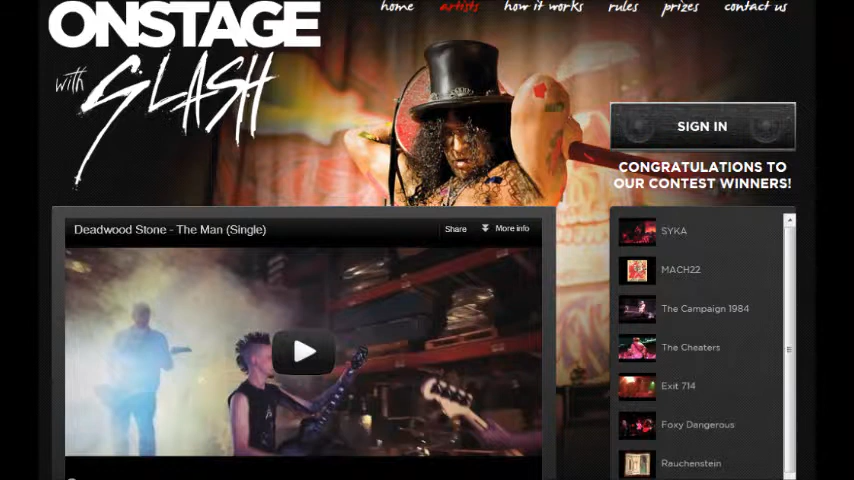 ONSTAGE
with SLASH
home artists how it works rules prizes contact us
SIGN IN
CONGRATULATIONS TO
OUR CONTEST WINNERS!
Deadwood Stone - The Man (Single)
Share More info
SYKA
MACH22
The Campaign 1984
The Cheaters
Exit 714
Foxy Dangerous
Rauchenstein